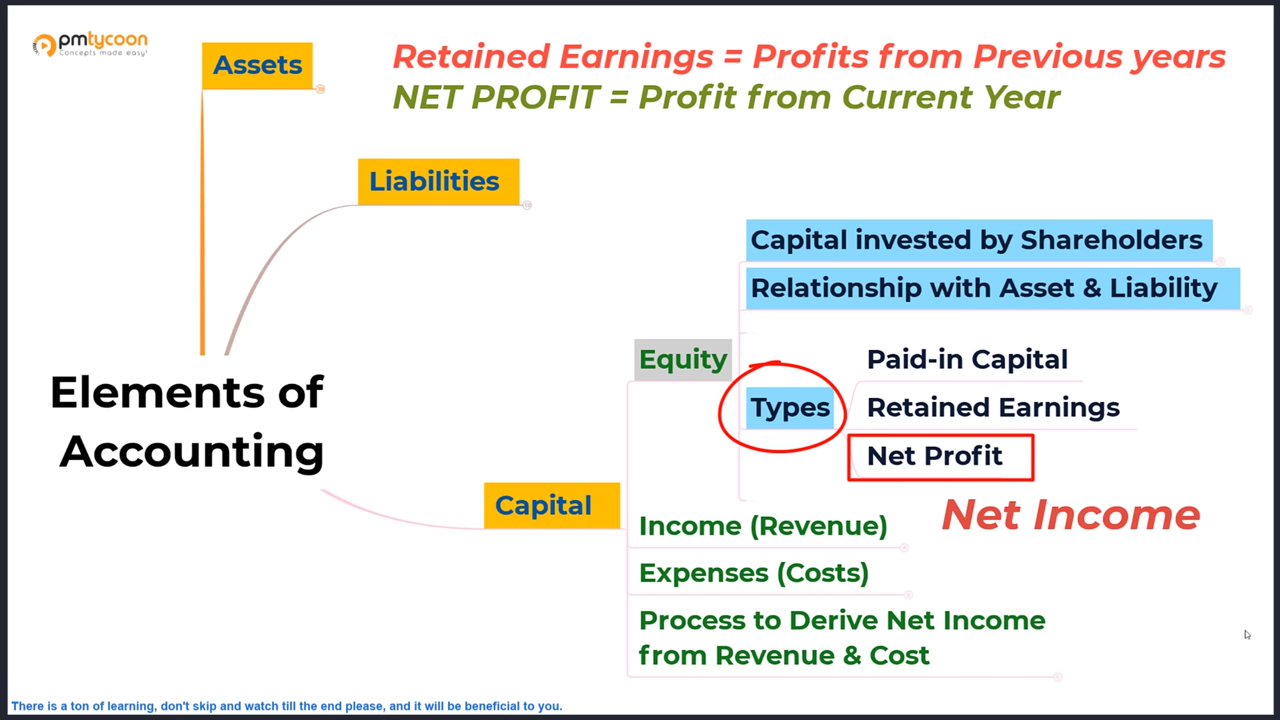 pmtycoon
Concepts made easy!
Assets
Retained Earnings = Profits from Previous years
NET PROFIT = Profit from Current Year
Liabilities
Capital invested by Shareholders
Relationship with Asset & Liability
Equity
Types
Paid-in Capital
Retained Earnings
Net Profit
Elements of
Accounting
Capital
Net Income
Income (Revenue)
Expenses (Costs)
Process to Derive Net Income
from Revenue & Cost
There is a ton of learning, don't skip and watch till the end please, and it will be beneficial to you.